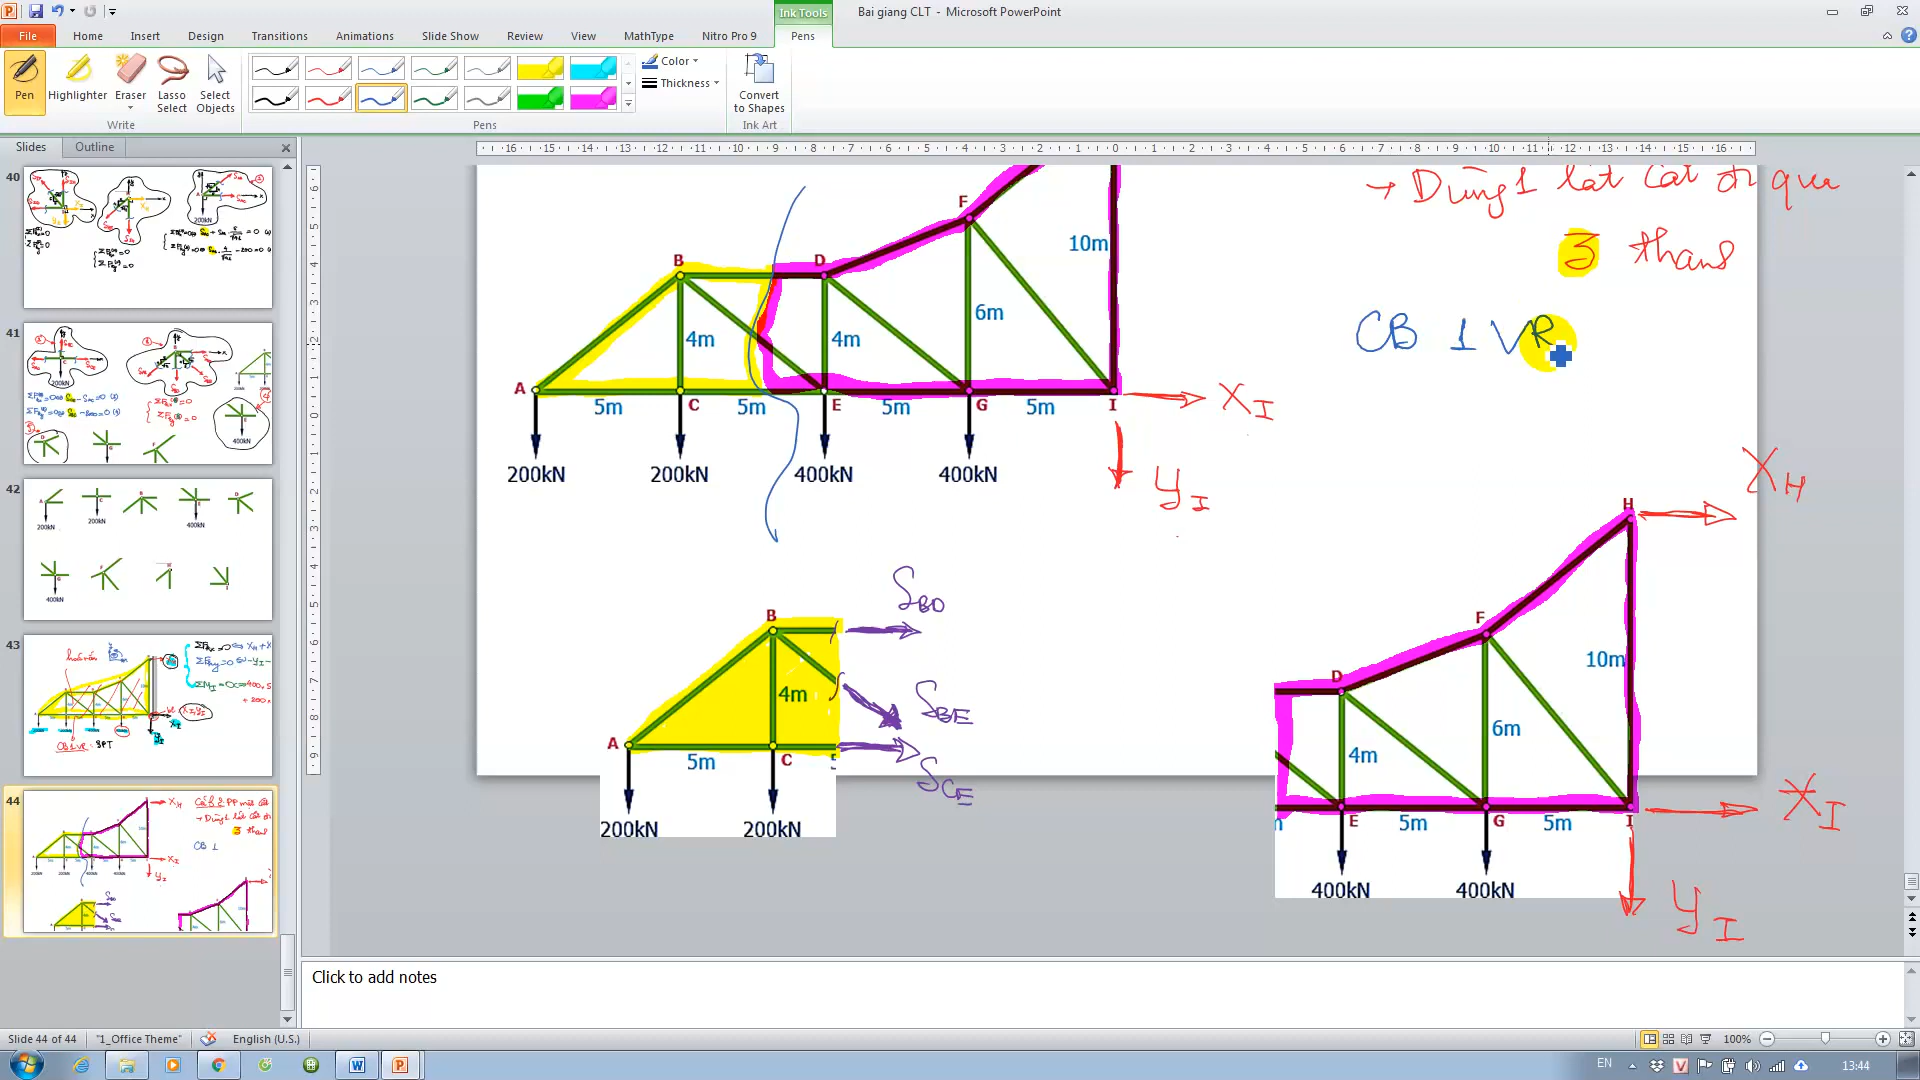 Bai giang CLT - Microsoft PowerPoint
Ink Tools
File Home Insert Design Transitions Animations Slide Show Review View MathType Nitro Pro 9 Pens
Pen Highlighter Eraser Lasso Select Select Objects
Color
Thickness
Convert to Shapes
Write Pens Ink Art
Slides Outline
40
41
42
43
44
→ Dùng 1 lát cắt đi qua
3 thanh
CB 1 VR
F
10m
B D
6m
4m 4m
A
5m C 5m E 5m G 5m I
X_I
200kN 200kN 400kN 400kN
Y_I
H X_H
B S_BD
F
10m
D
4m S_BE
6m
A
5m C
S_CE
4m
E 5m G 5m I
X_I
200kN 200kN
400kN 400kN
Y_I
Click to add notes
Slide 44 of 44 "1_Office Theme" English (U.S.) 100%
EN 13:44